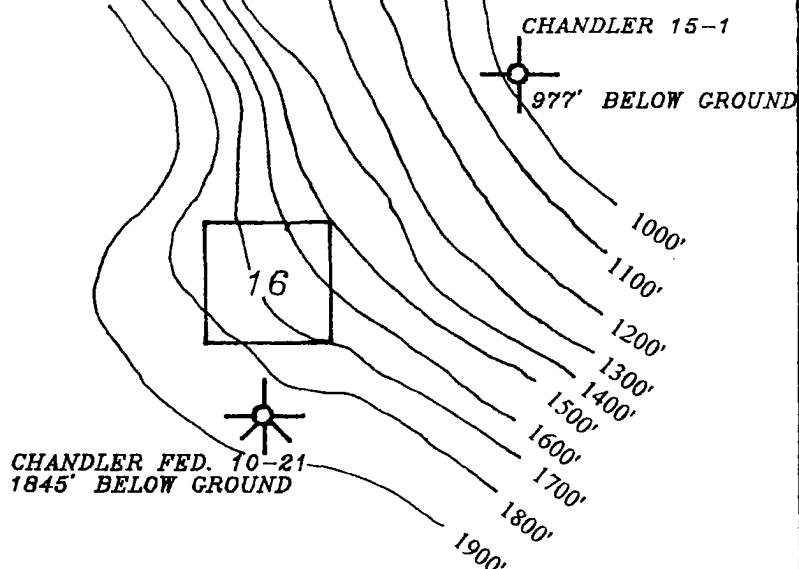 CHANDLER 15-1
977' BELOW GROUND
1000'
1100'
16
1200'
1300'
1400'
1500'
1600'
CHANDLER FED. 10-21
1845' BELOW GROUND
1700'
1800'
1900'